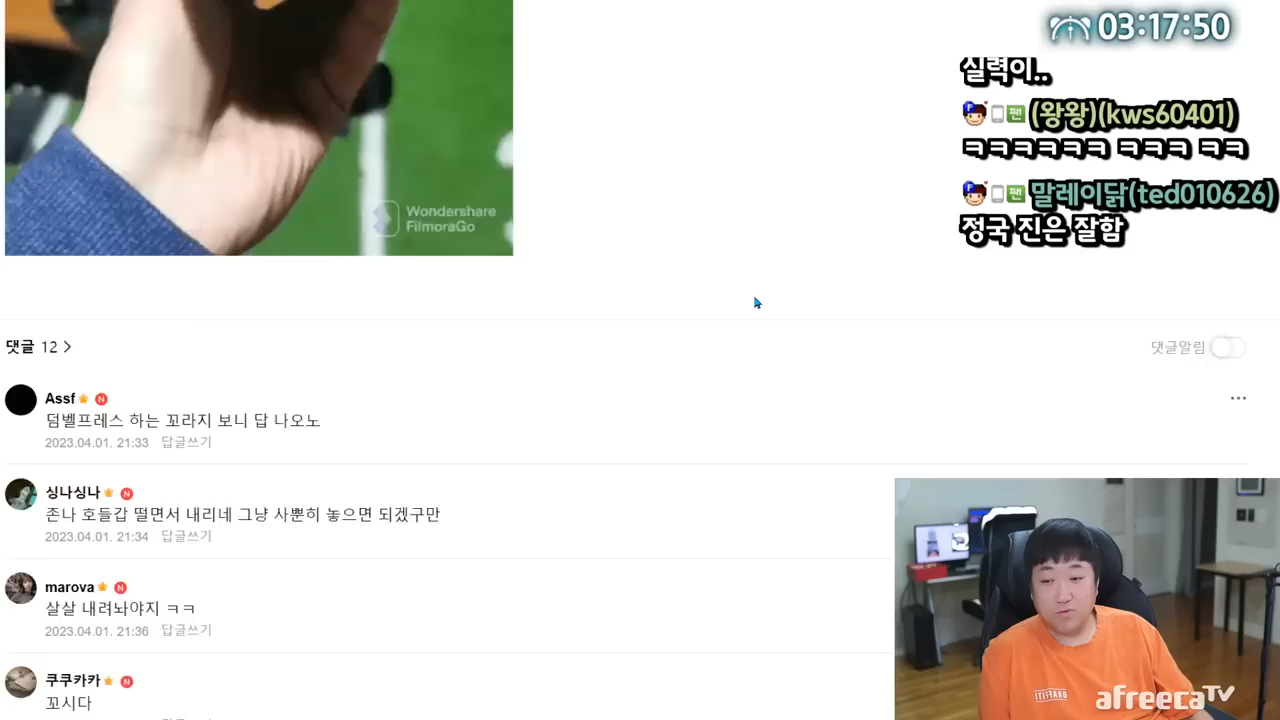 03:17:50
실력이..
(왕왕)(kws60401)
ㅋㅋㅋㅋㅋㅋ ㅋㅋㅋ ㅋㅋ
말레이닭(ted010626)
정국 진은 잘함
Wondershare
FilmoraGo
댓글 12 >
댓글알림
Assf N
덤벨프레스 하는 꼬라지 보니 답 나오노
2023.04.01. 21:33 답글쓰기
싱나싱나 N
존나 호들갑 떨면서 내리네 그냥 사뿐히 놓으면 되겠구만
2023.04.01. 21:34 답글쓰기
marova N
살살 내려놔야지 ㅋㅋ
2023.04.01. 21:36 답글쓰기
쿠쿠카카 N
꼬시다
afreecaTV